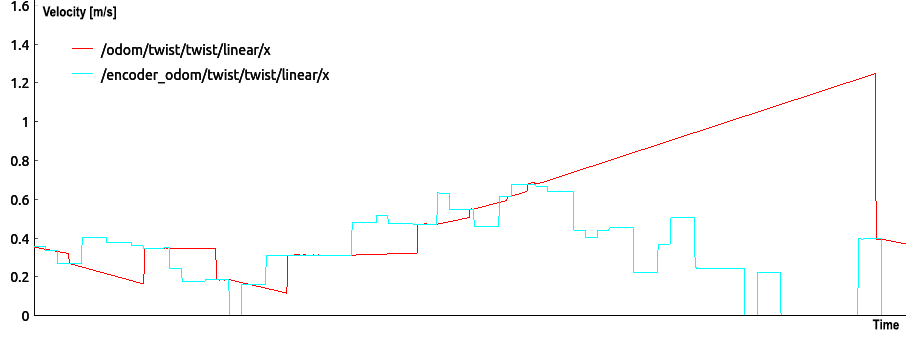 1.6
Velocity [m/s]
/odom/twist/twist/linear/x
1.4
/encoder_odom/twist/twist/linear/x
1.2
1
0.8
0.6
0.4
0.2
0
Time